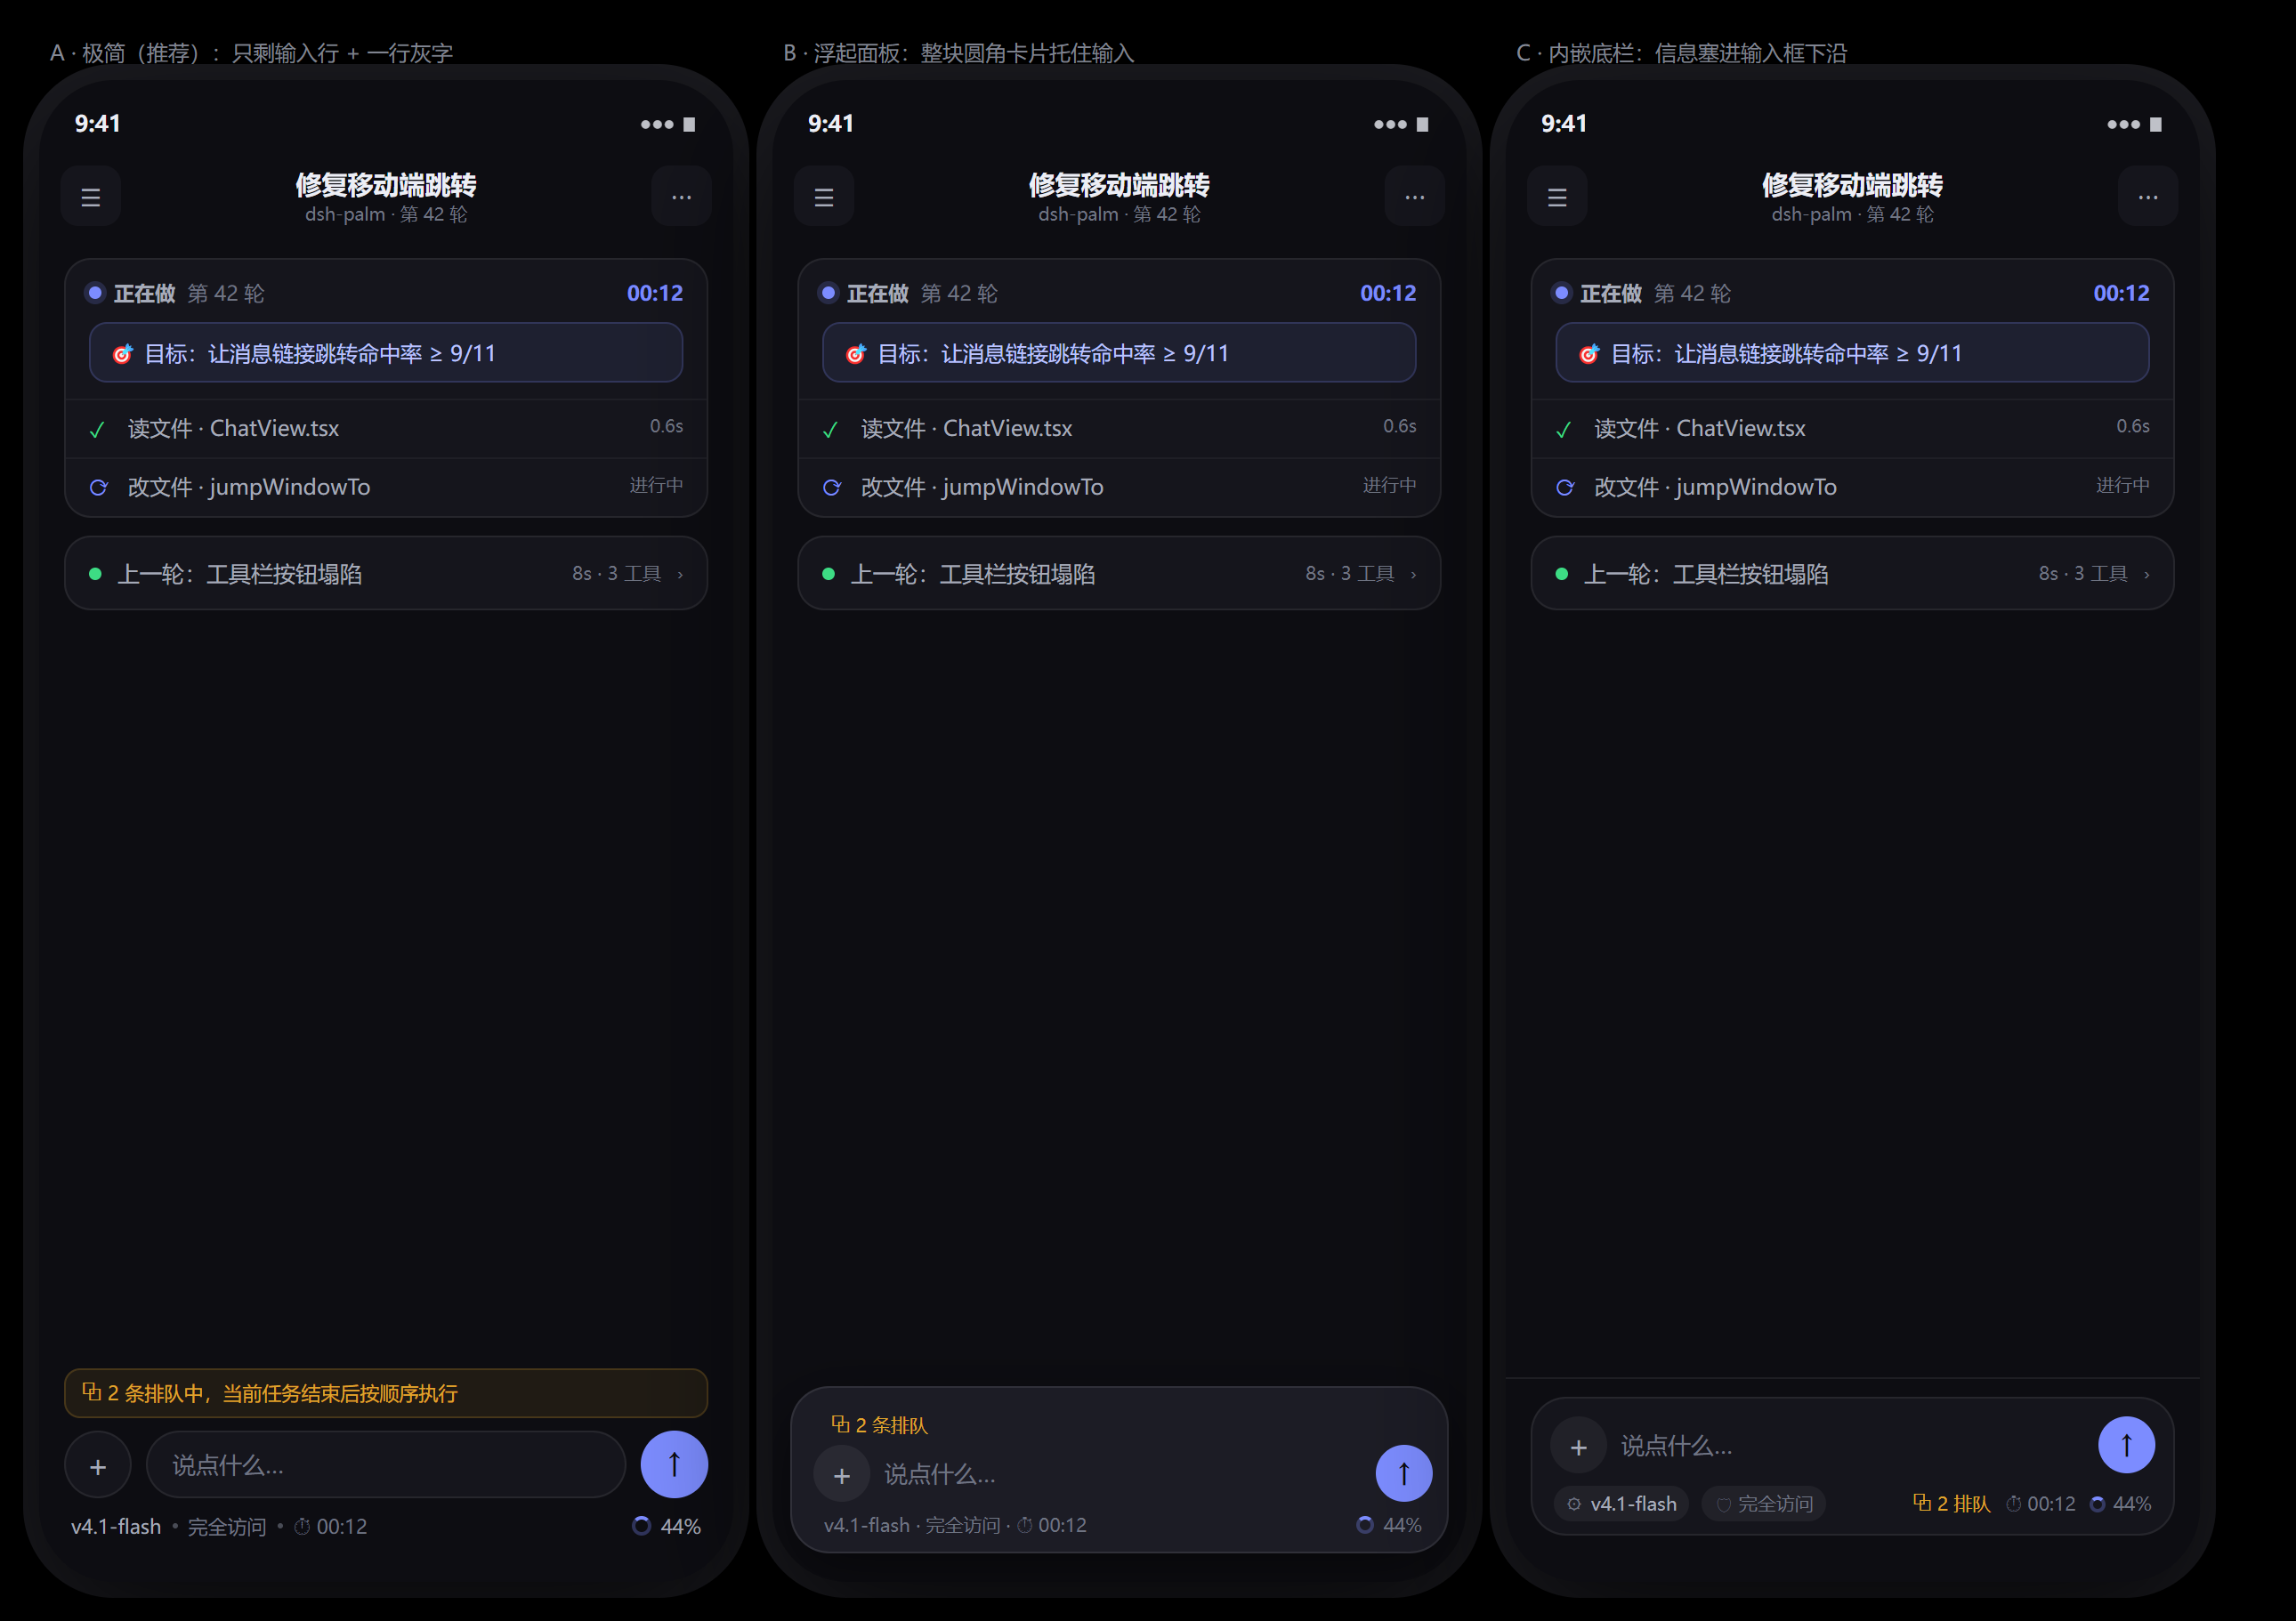 A · 极简（推荐）：只剩输入行 + 一行灰字
9:41
修复移动端跳转
dsh-palm · 第 42 轮
正在做 第 42 轮 00:12
目标：让消息链接跳转命中率 ≥ 9/11
读文件 · ChatView.tsx 0.6s
改文件 · jumpWindowTo 进行中
上一轮：工具栏按钮塌陷 8s · 3 工具 ›
2 条排队中，当前任务结束后按顺序执行
+ 说点什么... ↑
v4.1-flash • 完全访问 • ⏱ 00:12 44%
B · 浮起面板：整块圆角卡片托住输入
9:41
修复移动端跳转
dsh-palm · 第 42 轮
正在做 第 42 轮 00:12
目标：让消息链接跳转命中率 ≥ 9/11
读文件 · ChatView.tsx 0.6s
改文件 · jumpWindowTo 进行中
上一轮：工具栏按钮塌陷 8s · 3 工具 ›
2 条排队
+ 说点什么... ↑
v4.1-flash · 完全访问 · ⏱ 00:12 44%
C · 内嵌底栏：信息塞进输入框下沿
9:41
修复移动端跳转
dsh-palm · 第 42 轮
正在做 第 42 轮 00:12
目标：让消息链接跳转命中率 ≥ 9/11
读文件 · ChatView.tsx 0.6s
改文件 · jumpWindowTo 进行中
上一轮：工具栏按钮塌陷 8s · 3 工具 ›
+ 说点什么... ↑
v4.1-flash 完全访问 2 排队 ⏱ 00:12 44%